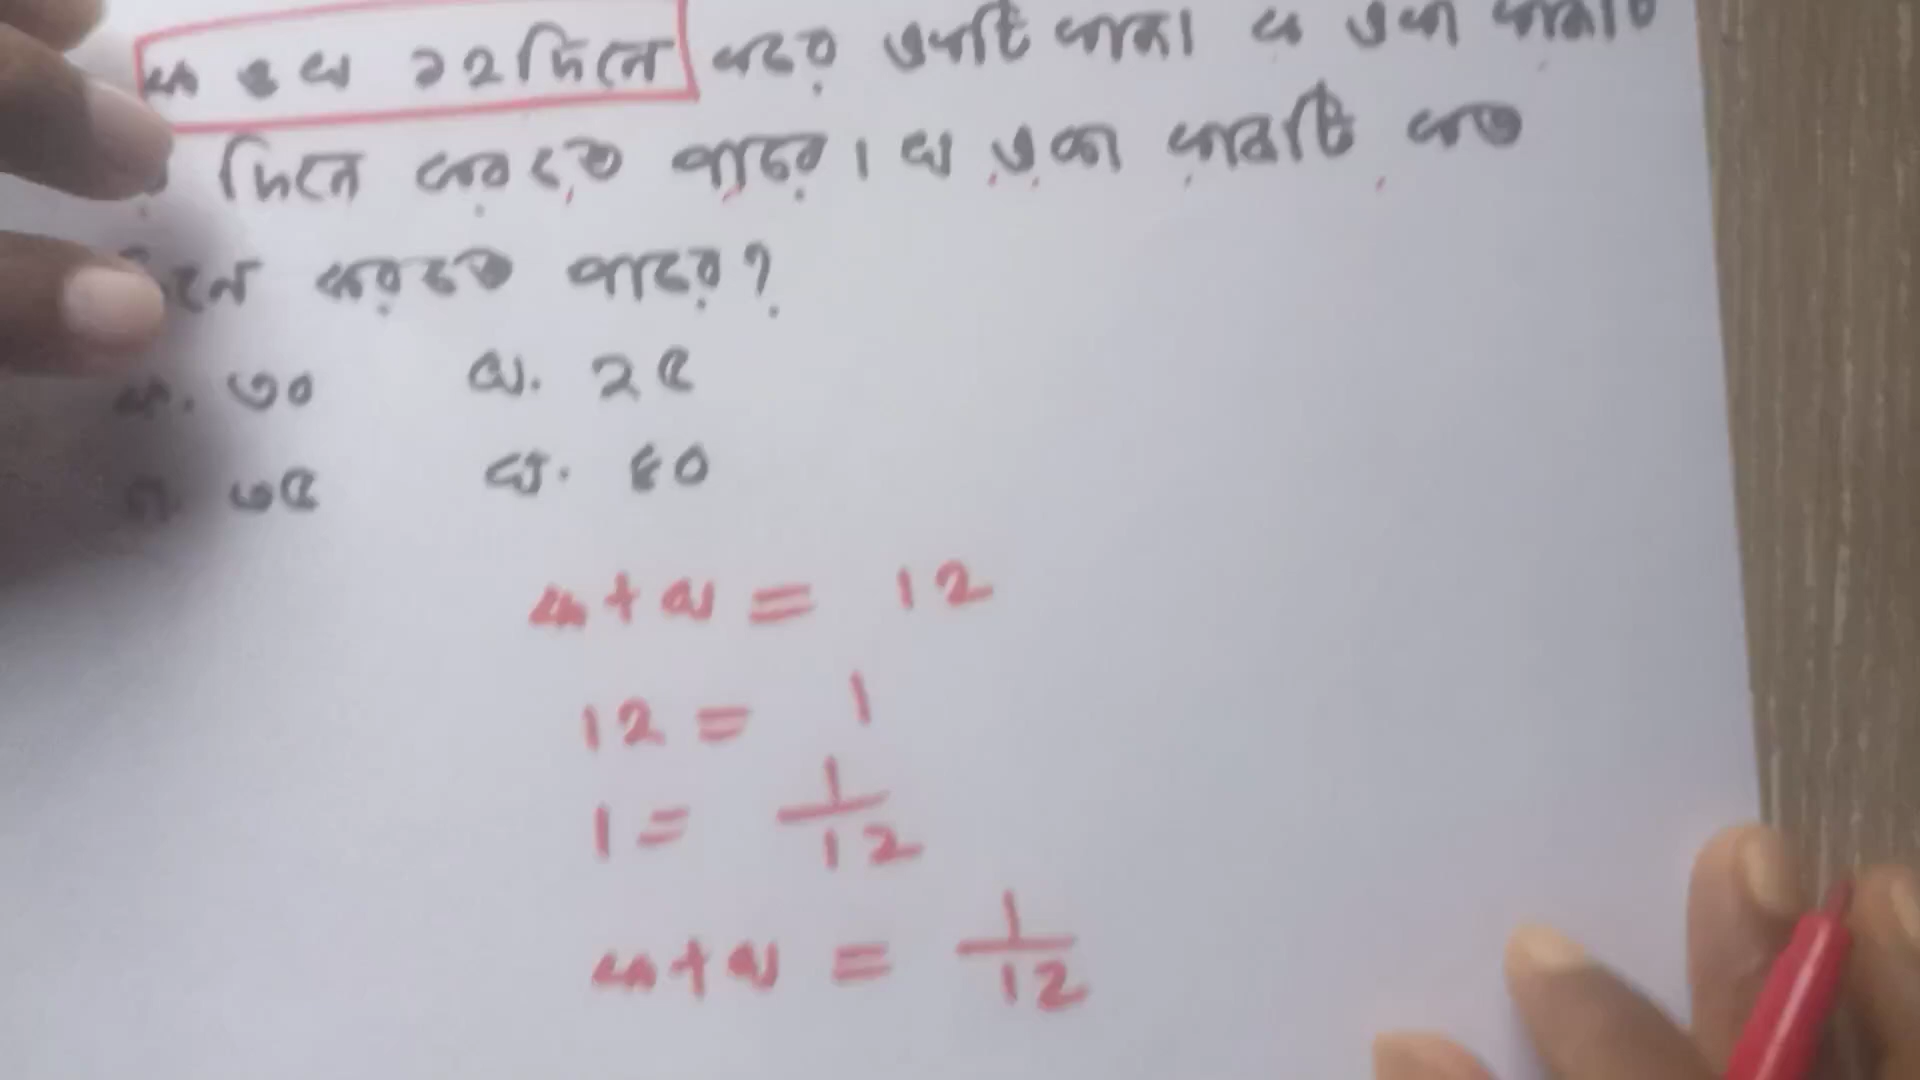 ক ও খ ১২ দিনে করে একটি কাজ। ক একা কাজটি
দিনে করতে পারে। খ একা কাজটি কত
দিনে করতে পারে?
ক. ৩০ খ. ২৫
গ. ৩৫ ঘ. ৪০
ক + খ = 12
12 = 1
1 = 1/12
ক + খ = 1/12